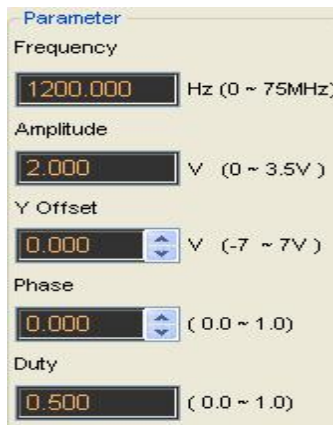 Parameter
Frequency
1200.000 Hz (0 ~ 75MHz)
Amplitude
2.000 V (0 ~ 3.5V)
Y Offset
0.000 V (-7 ~ 7V)
Phase
0.000 (0.0 ~ 1.0)
Duty
0.500 (0.0 ~ 1.0)